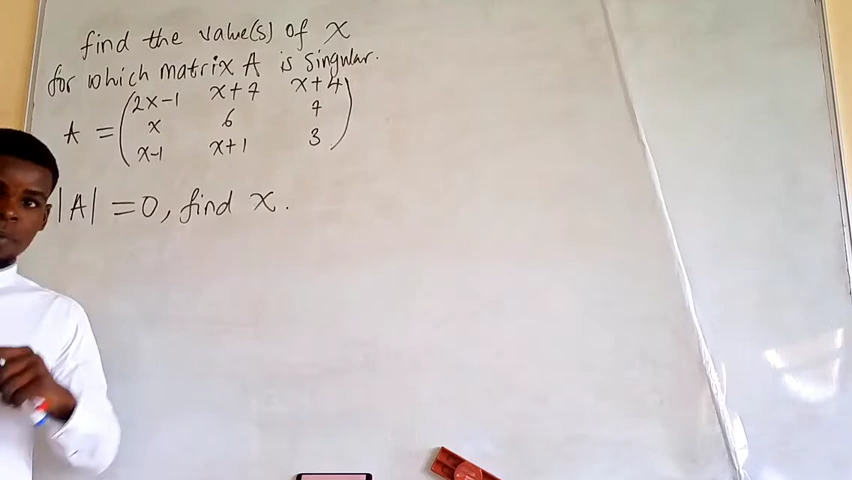 find the value(s) of x
for which matrix A is singular.
A = (2x-1 x+7 x+4
x 6 7
x-1 x+1 3)
|A| = 0, find x.